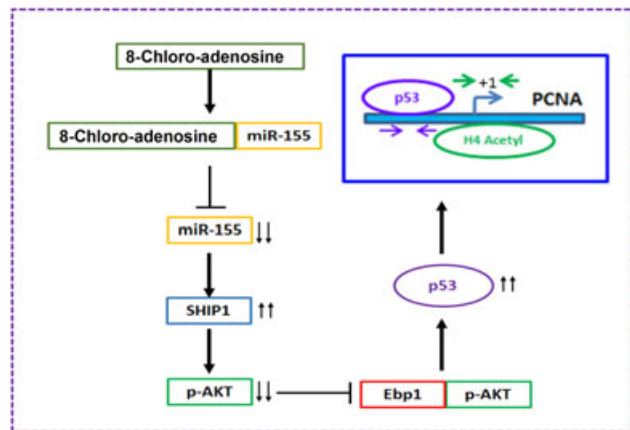 8-Chloro-adenosine
8-Chloro-adenosine miR-155
miR-155 ↓↓
SHIP1 ↑↑
p-AKT ↓↓
Ebp1 p-AKT
p53 ↑↑
p53 +1 PCNA
H4 Acetyl